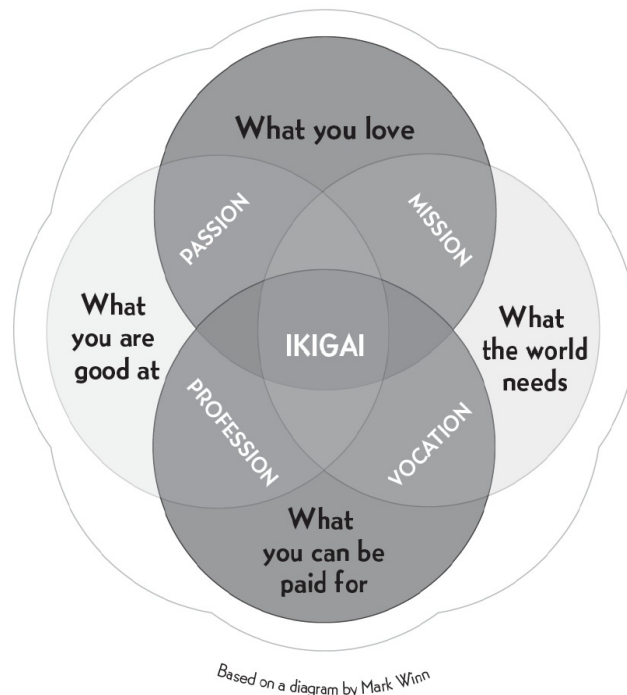 What you love
PASSION
MISSION
What
you are
good at
IKIGAI
What
the world
needs
PROFESSION
VOCATION
What
you can be
paid for
Based on a diagram by Mark Winn